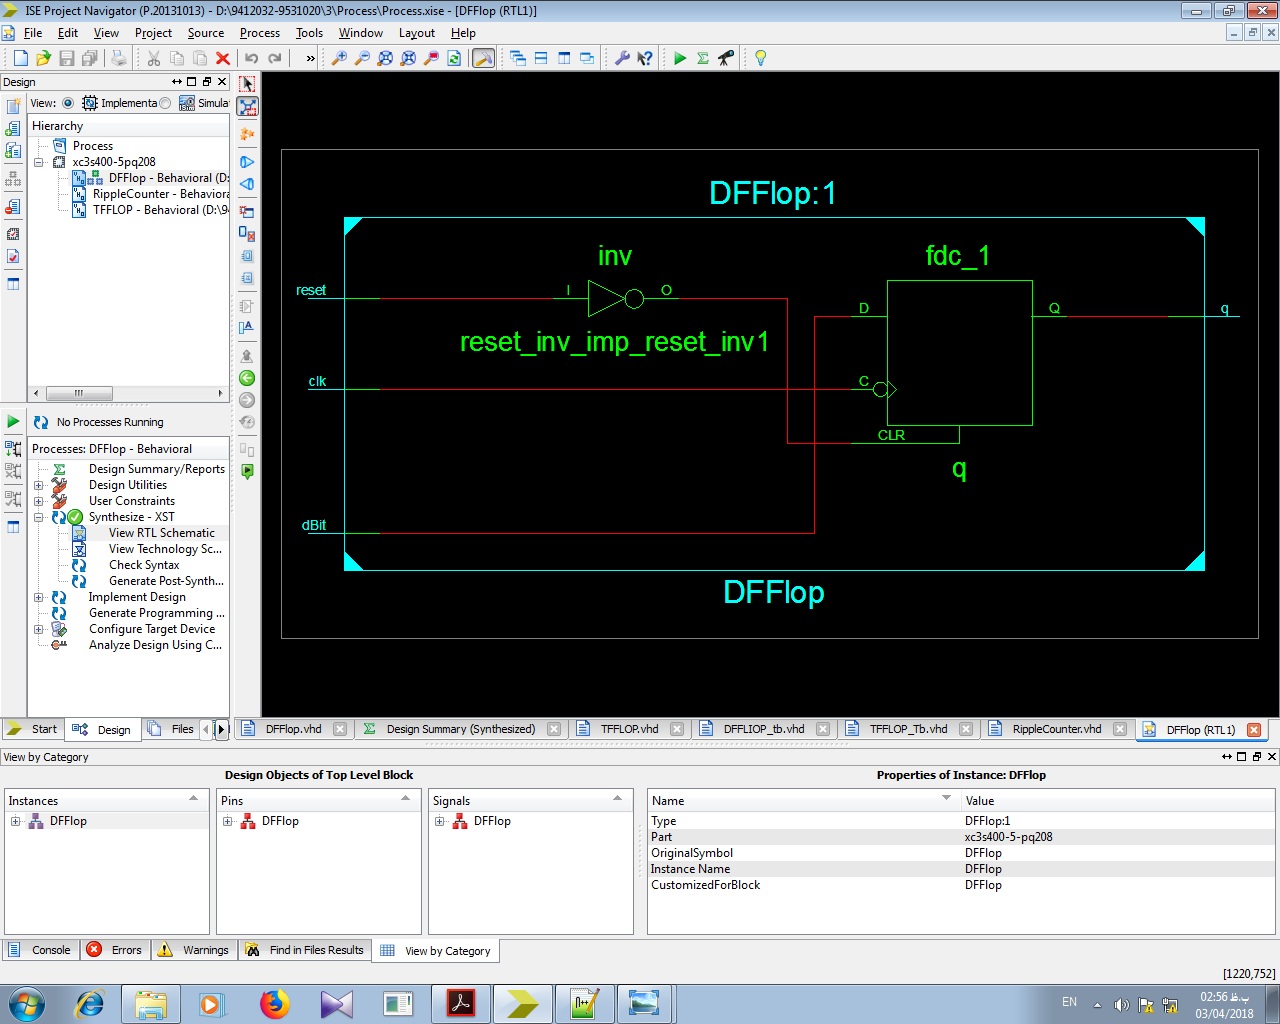 ISE Project Navigator (P.20131013) - D:\9412032-9531020\3\Process\Process.xise - [DFFlop (RTL1)]
File Edit View Project Source Process Tools Window Layout Help
Design
View: Implementa Simulat
Hierarchy
Process
xc3s400-5pq208
DFFlop - Behavioral (D:
RippleCounter - Behaviora
TFFLOP - Behavioral (D:\9
No Processes Running
Processes: DFFlop - Behavioral
Design Summary/Reports
Design Utilities
User Constraints
Synthesize - XST
View RTL Schematic
View Technology Sc...
Check Syntax
Generate Post-Synth...
Implement Design
Generate Programming ...
Configure Target Device
Analyze Design Using C...
Start Design Files
DFFlop:1
inv fdc_1
reset I O D Q q
reset_inv_imp_reset_inv1
clk C
CLR
q
dBit
DFFlop
DFFlop.vhd Design Summary (Synthesized) TFFLOP.vhd DFFLIOP_tb.vhd TFFLOP_Tb.vhd RippleCounter.vhd DFFlop (RTL1)
View by Category
Design Objects of Top Level Block Properties of Instance: DFFlop
Instances Pins Signals Name Value
DFFlop DFFlop DFFlop Type DFFlop:1
Part xc3s400-5-pq208
OriginalSymbol DFFlop
Instance Name DFFlop
CustomizedForBlock DFFlop
Console Errors Warnings Find in Files Results View by Category
[1220,752]
EN 02:56 ب.ظ
03/04/2018